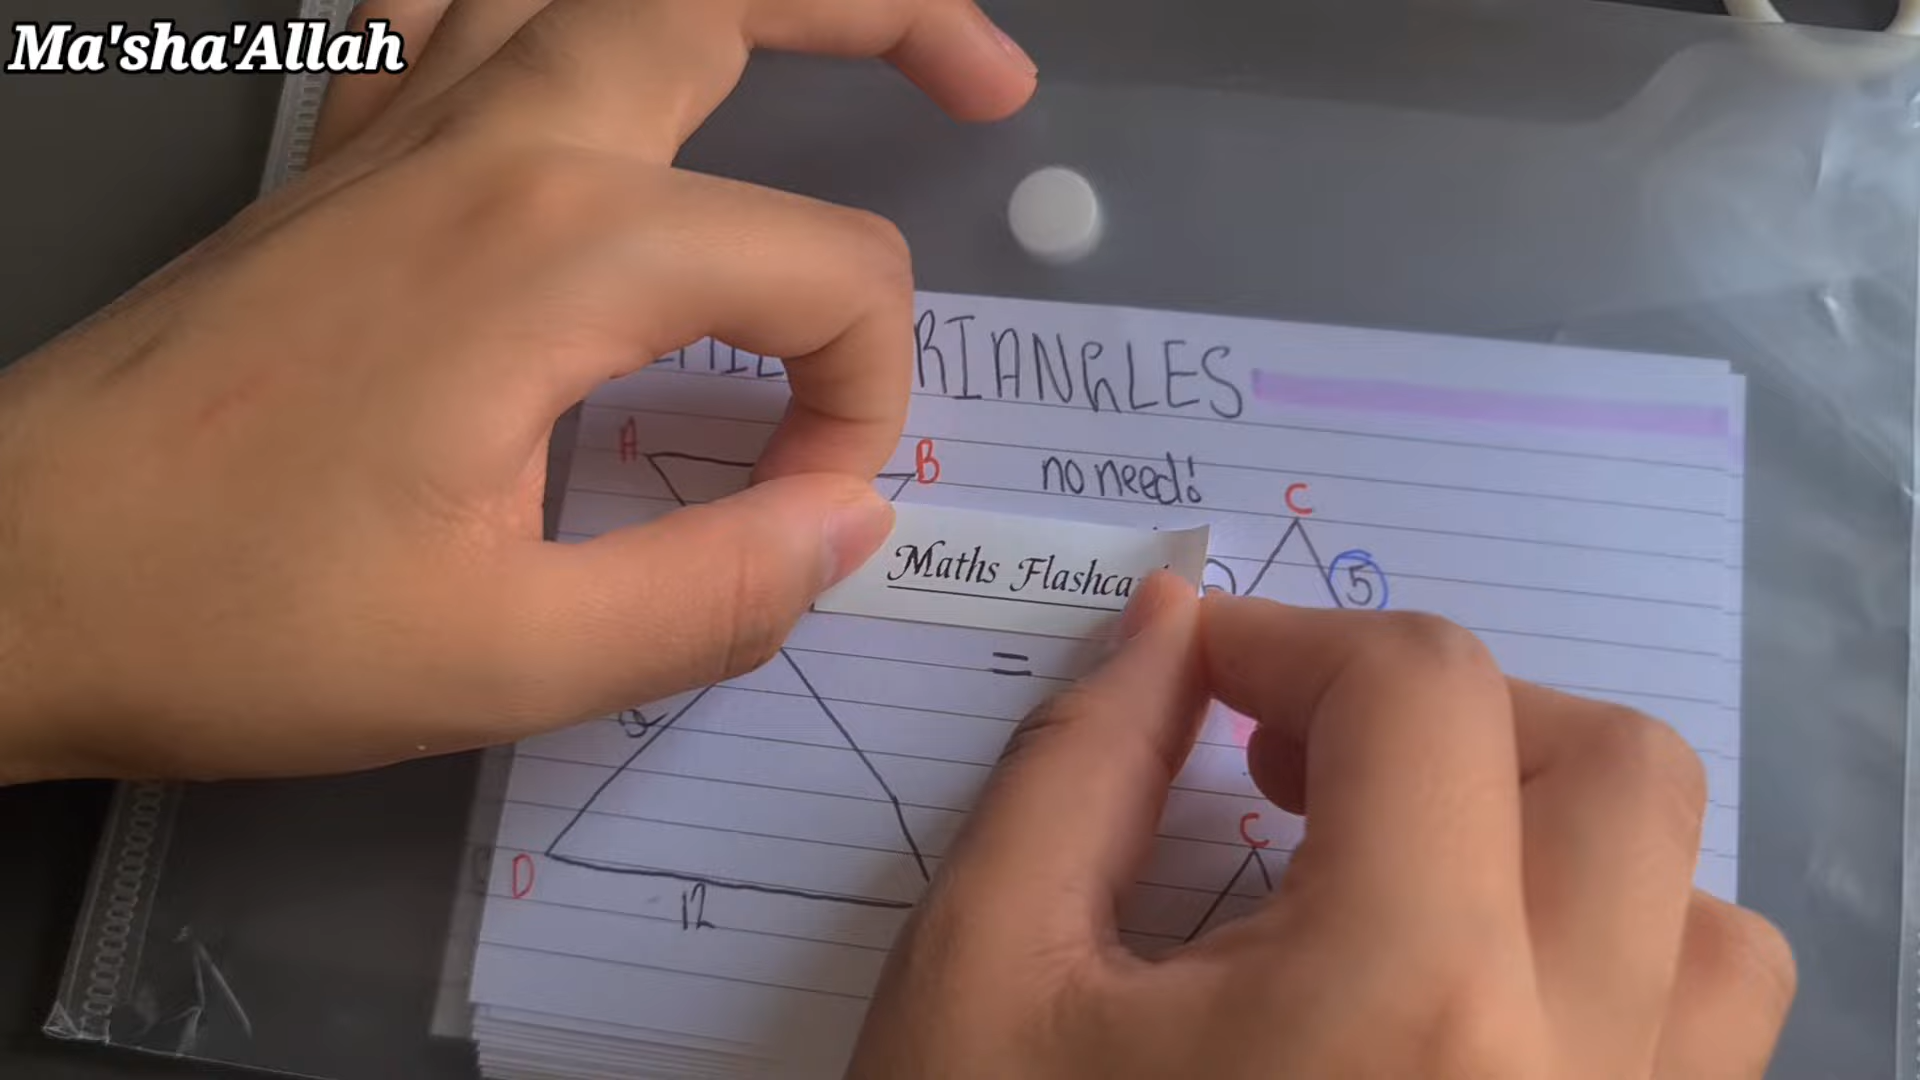 Ma'sha'Allah
RIANGLES
A
B
no need!
C
5
Maths Flashca
=
C
D
12